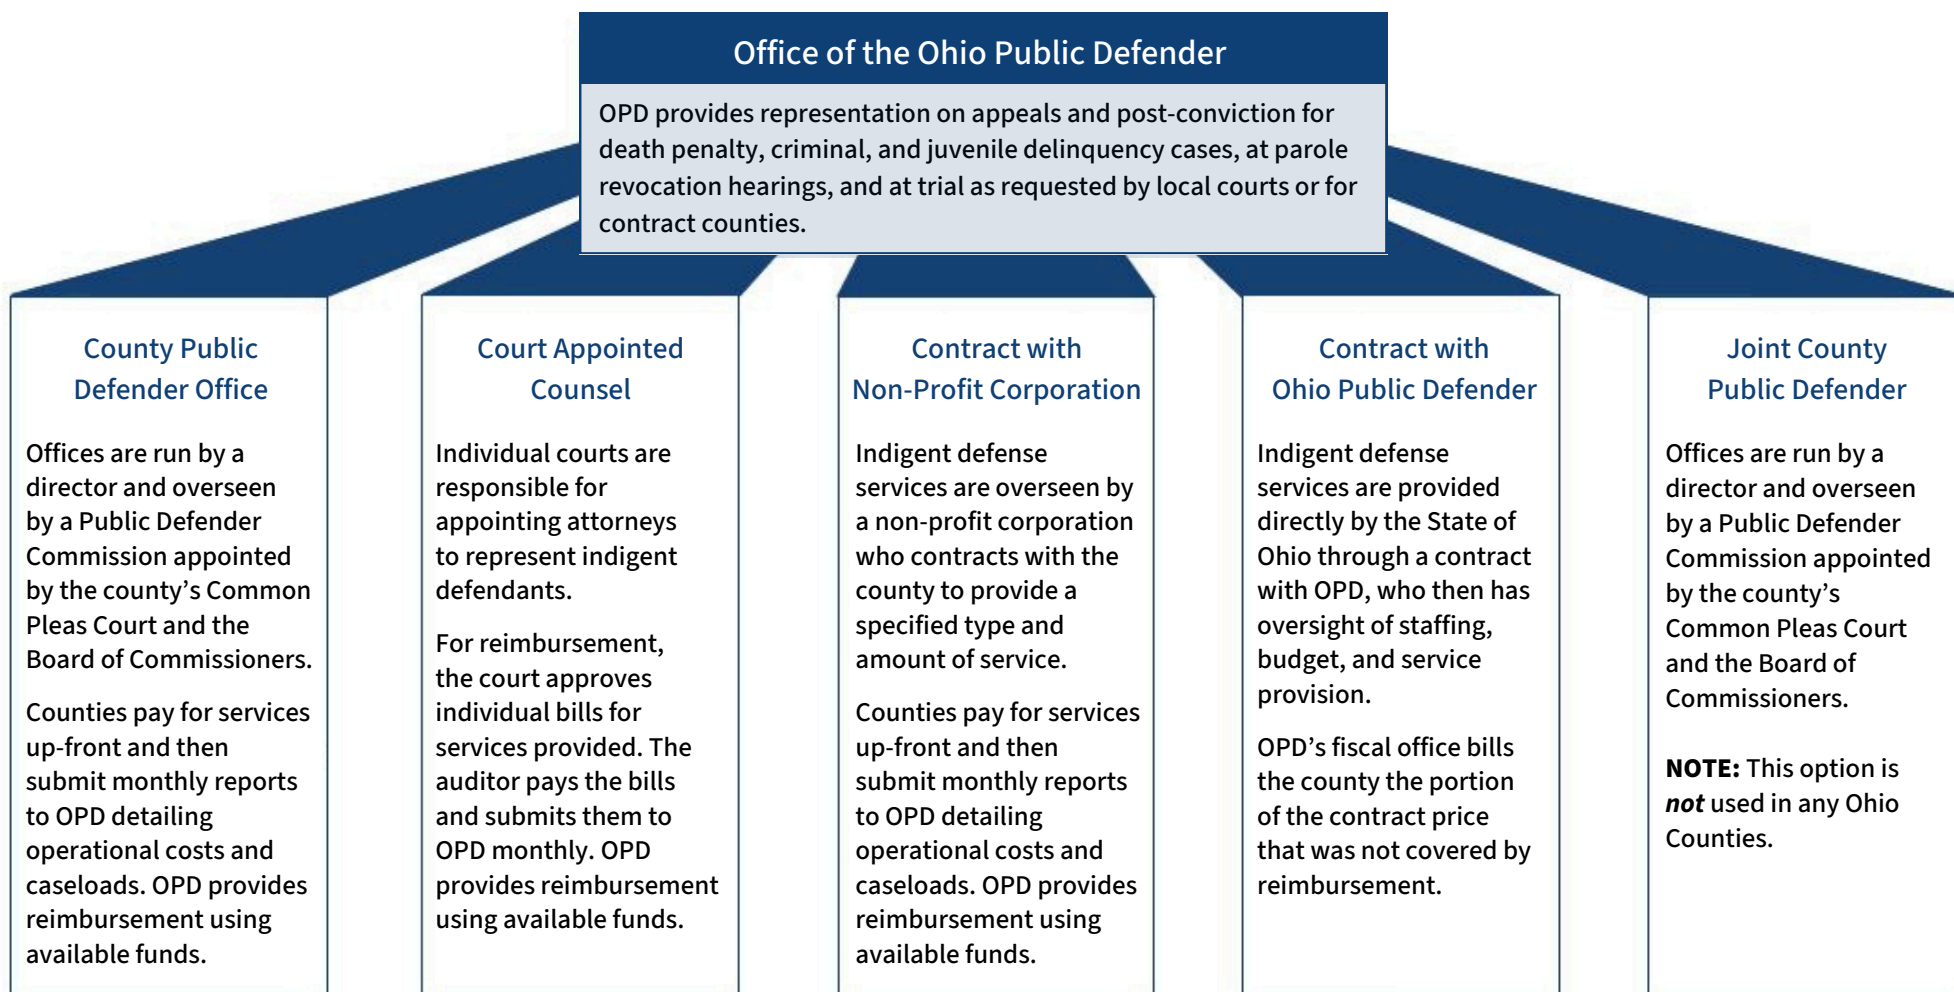 Office of the Ohio Public Defender
OPD provides representation on appeals and post-conviction for
death penalty, criminal, and juvenile delinquency cases, at parole
revocation hearings, and at trial as requested by local courts or for
contract counties.
County Public
Defender Office
Offices are run by a
director and overseen
by a Public Defender
Commission appointed
by the county’s Common
Pleas Court and the
Board of Commissioners.
Counties pay for services
up-front and then
submit monthly reports
to OPD detailing
operational costs and
caseloads. OPD provides
reimbursement using
available funds.
Court Appointed
Counsel
Individual courts are
responsible for
appointing attorneys
to represent indigent
defendants.
For reimbursement,
the court approves
individual bills for
services provided. The
auditor pays the bills
and submits them to
OPD monthly. OPD
provides reimbursement
using available funds.
Contract with
Non-Profit Corporation
Indigent defense
services are overseen by
a non-profit corporation
who contracts with the
county to provide a
specified type and
amount of service.
Counties pay for services
up-front and then
submit monthly reports
to OPD detailing
operational costs and
caseloads. OPD provides
reimbursement using
available funds.
Contract with
Ohio Public Defender
Indigent defense
services are provided
directly by the State of
Ohio through a contract
with OPD, who then has
oversight of staffing,
budget, and service
provision.
OPD’s fiscal office bills
the county the portion
of the contract price
that was not covered by
reimbursement.
Joint County
Public Defender
Offices are run by a
director and overseen
by a Public Defender
Commission appointed
by the county’s
Common Pleas Court
and the Board of
Commissioners.
NOTE: This option is
not used in any Ohio
Counties.